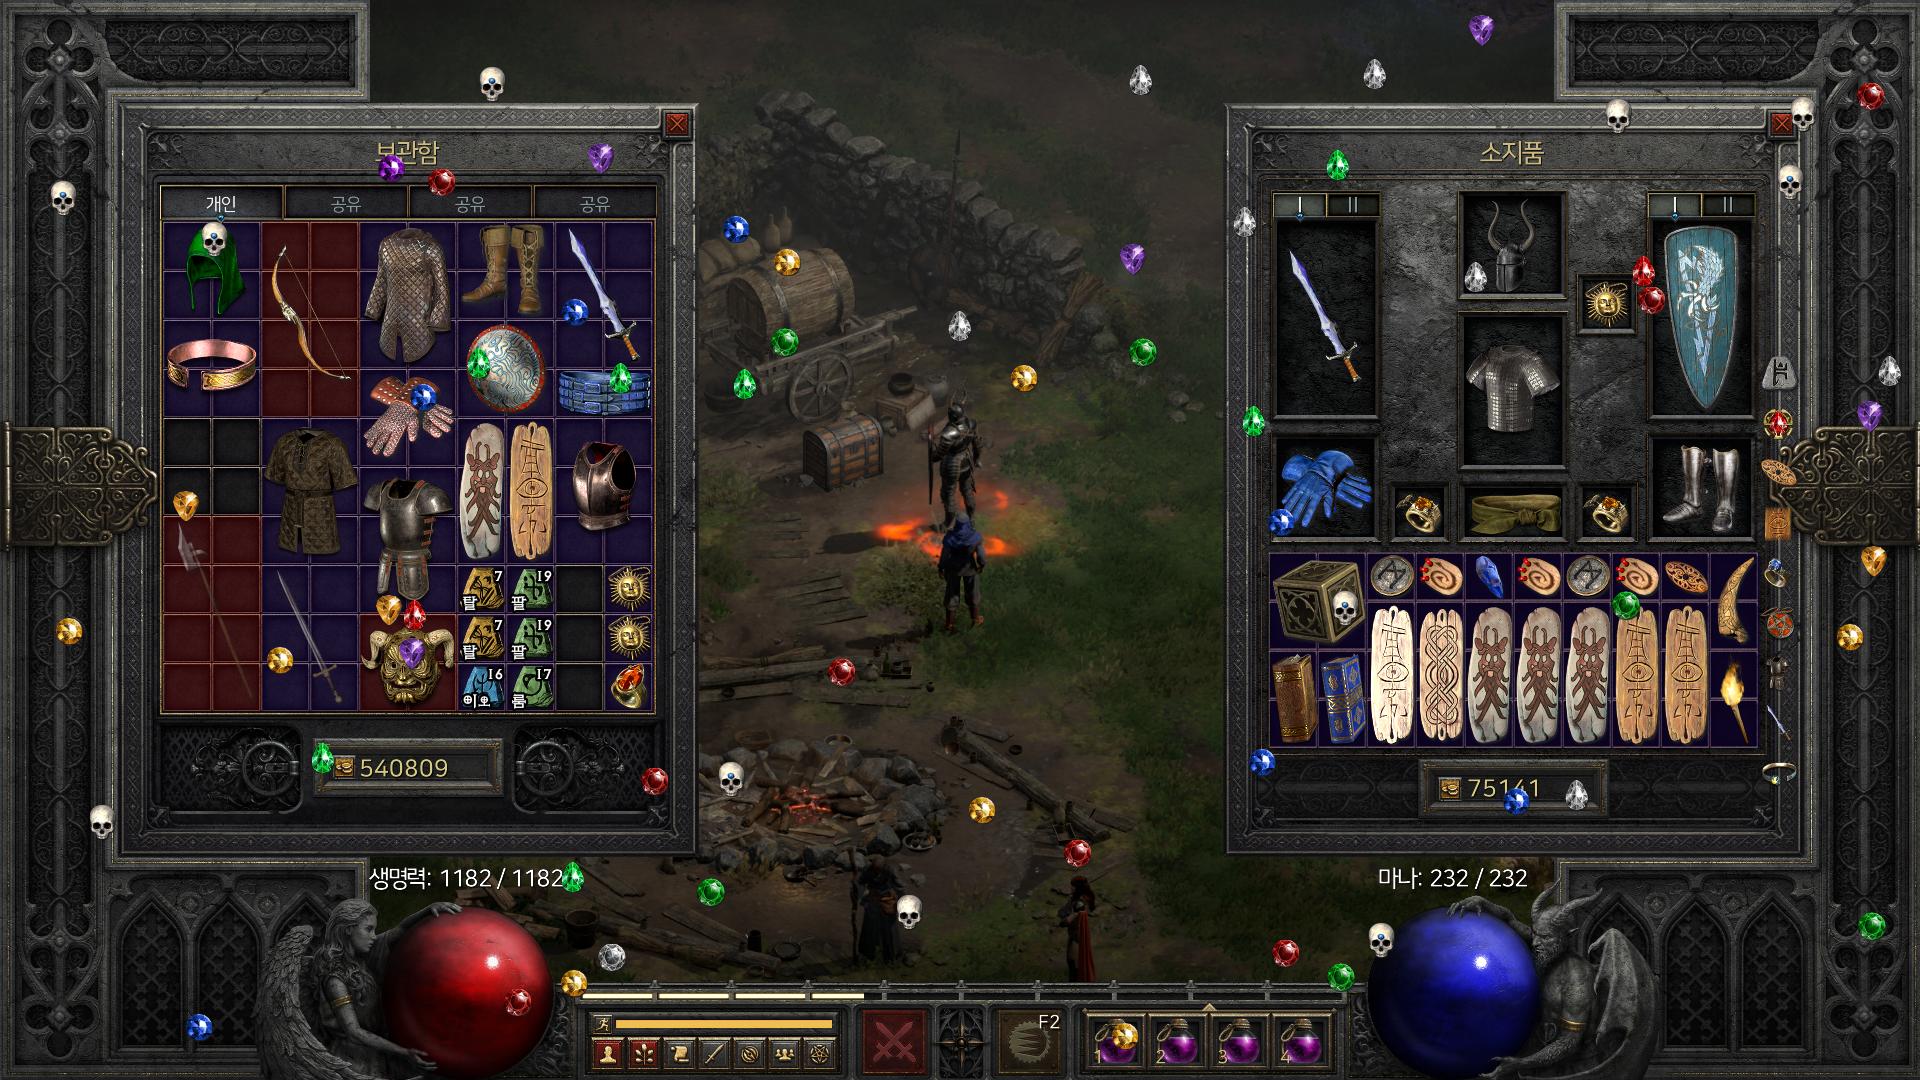 보관함
개인 공유 공유 공유
7 탈 19 팔
7 탈 19 팔
16 이오 17 룸
540809
소지품
I II I II
75141
생명력: 1182 / 1182
마나: 232 / 232
F2
1 2 3 4